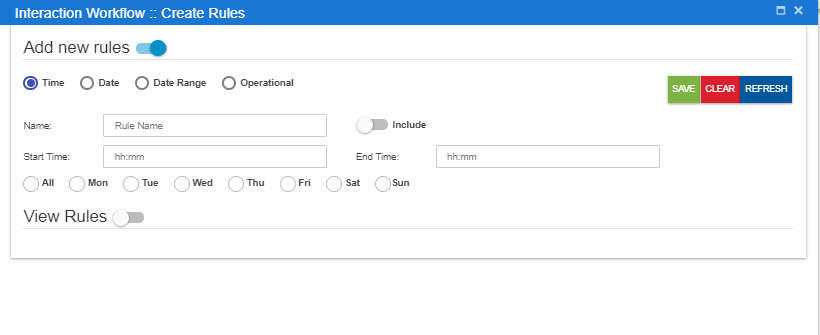 Interaction Workflow :: Create Rules
Add new rules
Time Date Date Range Operational
SAVE CLEAR REFRESH
Name: Rule Name Include
Start Time: hh:mm End Time: hh:mm
All Mon Tue Wed Thu Fri Sat Sun
View Rules